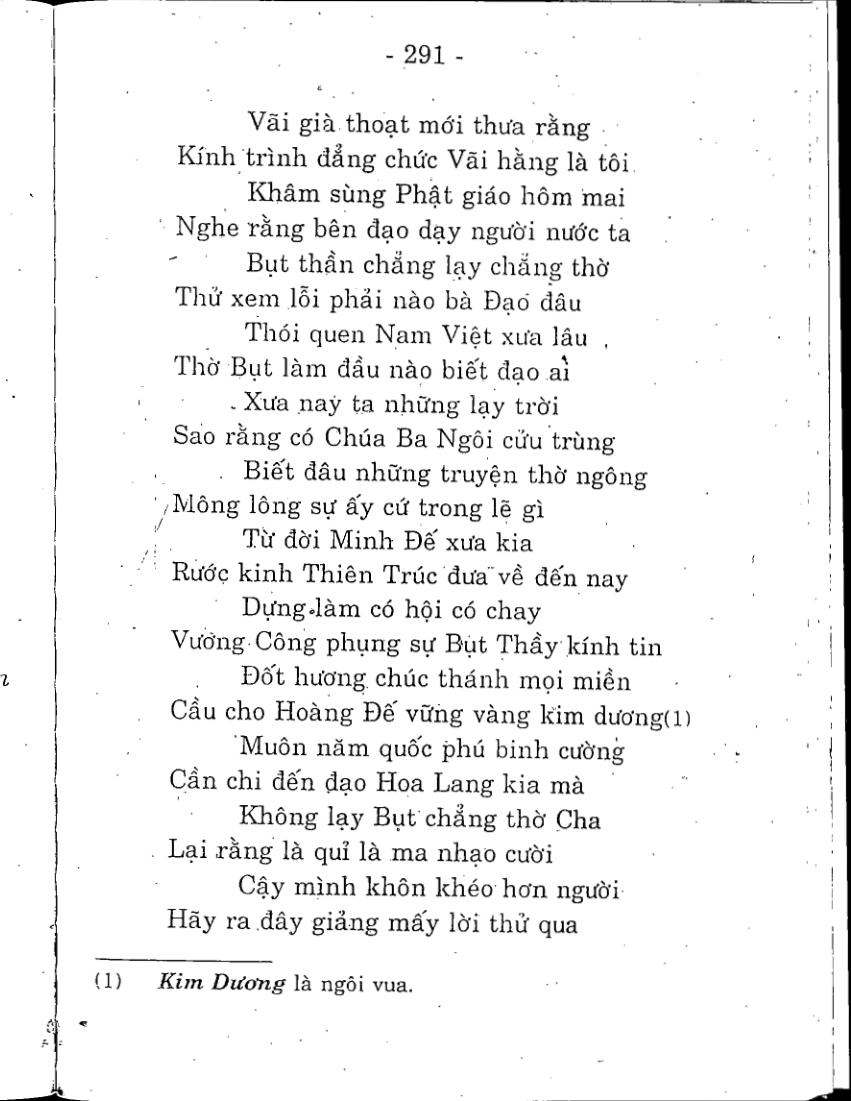 - 291 -
Vãi già thoạt mới thưa rằng
Kính trình đẳng chức Vãi hằng là tôi
Khâm sùng Phật giáo hôm mai
Nghe rằng bên đạo dạy người nước ta
Bụt thần chẳng lạy chẳng thờ
Thử xem lỗi phải nào bà Đạo đâu
Thói quen Nam Việt xưa lâu
Thờ Bụt làm đầu nào biết đạo ai
Xưa nay ta những lạy trời
Sao rằng có Chúa Ba Ngôi cửu trùng
Biết đâu những truyện thờ ngông
Mông lông sự ấy cứ trong lẽ gì
Từ đời Minh Đế xưa kia
Rước kinh Thiên Trúc đưa về đến nay
Dựng làm có hội có chay
Vương Công phụng sự Bụt Thầy kính tin
Đốt hương chúc thánh mọi miền
Cầu cho Hoàng Đế vững vàng kim dương(1)
Muôn năm quốc phú binh cường
Cần chi đến đạo Hoa Lang kia mà
Không lạy Bụt chẳng thờ Cha
Lại rằng là quỉ là ma nhạo cười
Cậy mình khôn khéo hơn người
Hãy ra đây giảng mấy lời thử qua
(1) Kim Dương là ngôi vua.